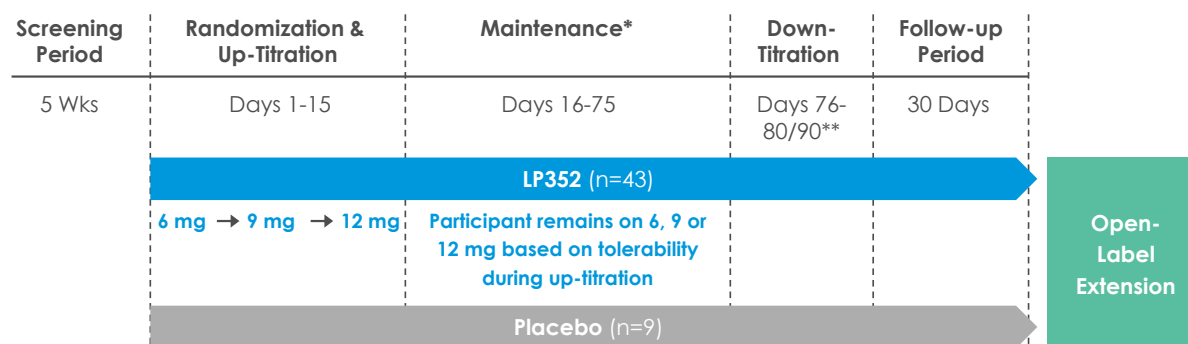 Screening
Period
Randomization &
Up-Titration
Maintenance*
Down-
Titration
Follow-up
Period
5 Wks
Days 1-15
Days 16-75
Days 76-
80/90**
30 Days
LP352 (n=43)
6 mg → 9 mg → 12 mg
Participant remains on 6, 9 or
12 mg based on tolerability
during up-titration
Placebo (n=9)
Open-
Label
Extension